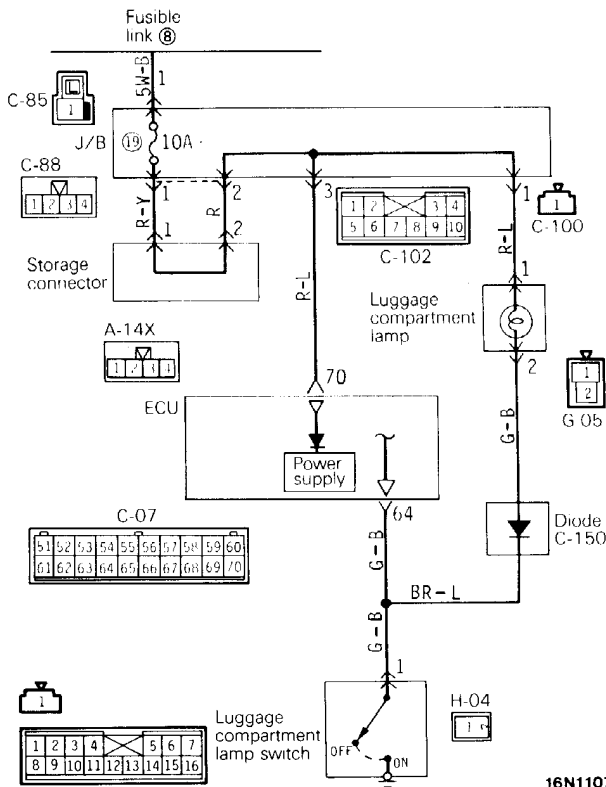 Fusible
link ⑧
5W-B
1
C-85
1
J/B
⑲
10A
C-88
1 2 3 4
1
2
3
1
R-Y
R
1
2
Storage
connector
1 2 3 4
5 6 7 8 9 10
C-102
1
C-100
R-L
R-L
1
Luggage
compartment
lamp
2
1
2
G-05
A-14X
1 2 3 4
70
ECU
Power
supply
G-B
64
C-07
51 52 53 54 55 56 57 58 59 60
61 62 63 64 65 66 67 68 69 70
Diode
C-150
G-B
BR-L
G-B
1
1
1 2 3 4 5 6 7
8 9 10 11 12 13 14 15 16
Luggage
compartment
lamp switch
OFF
ON
H-04
1
16N1107